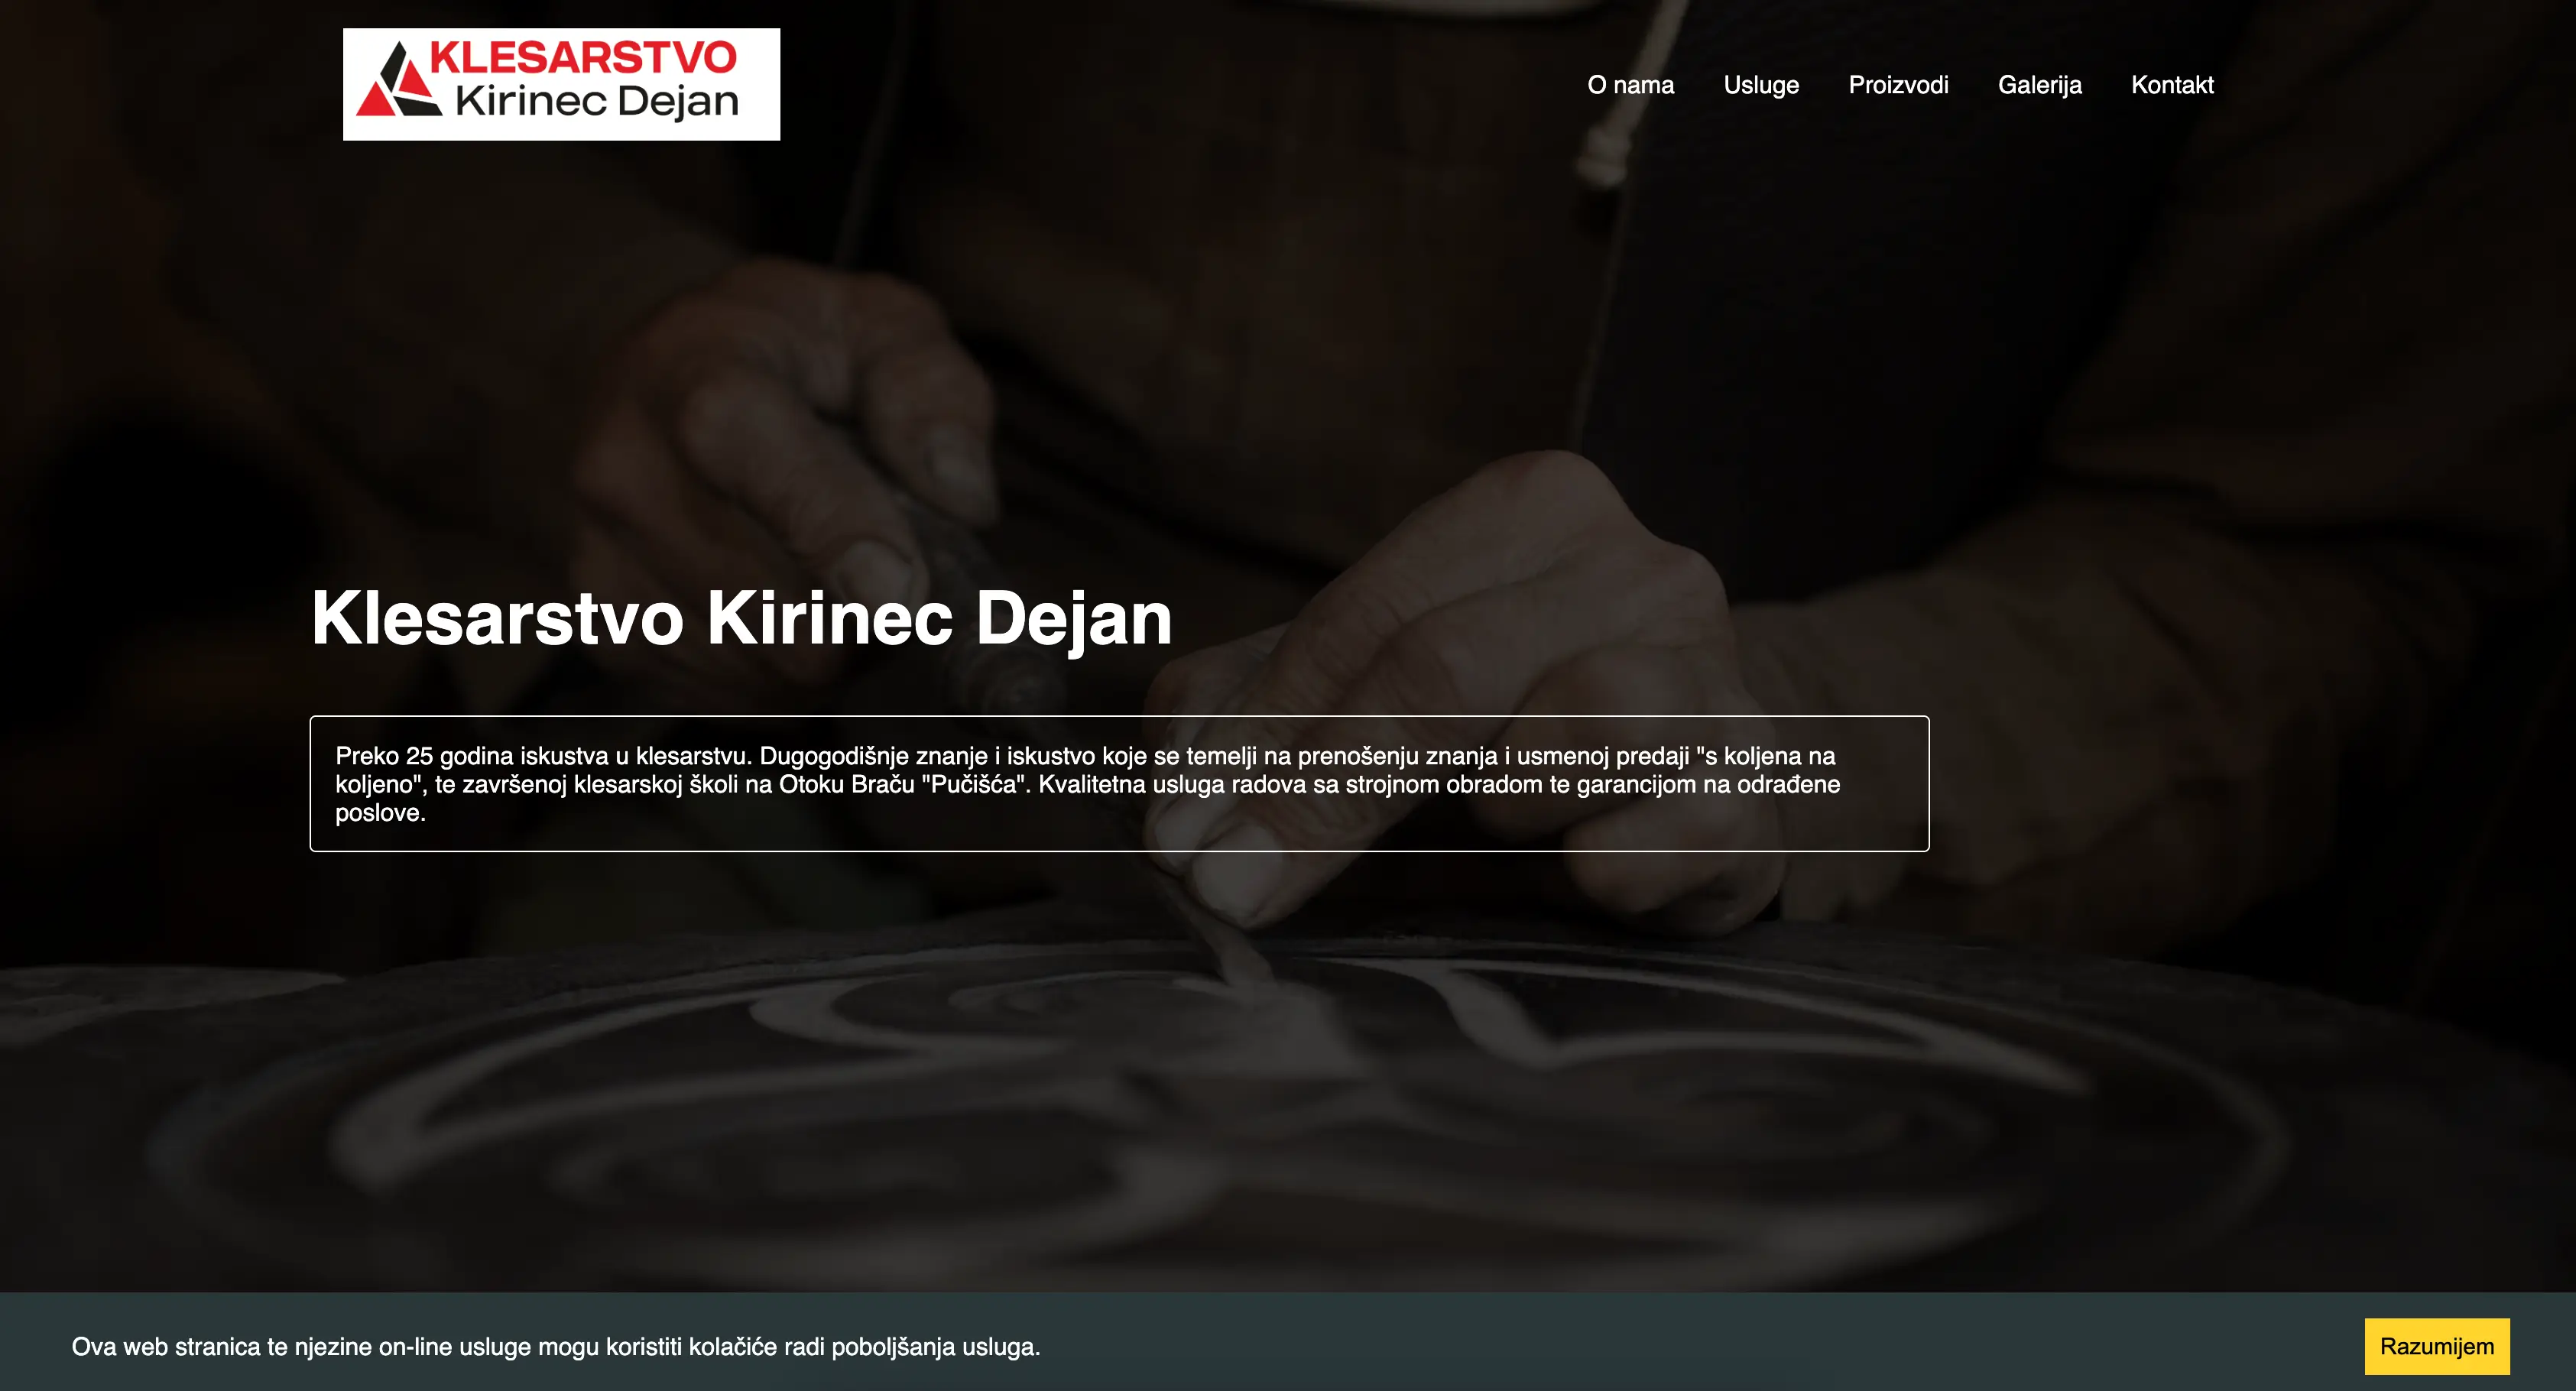 KLESARSTVO
Kirinec Dejan
O nama
Usluge
Proizvodi
Galerija
Kontakt
Klesarstvo Kirinec Dejan
Preko 25 godina iskustva u klesarstvu. Dugogodišnje znanje i iskustvo koje se temelji na prenošenju znanja i usmenoj predaji "s koljena na
koljeno", te završenoj klesarskoj školi na Otoku Braču "Pučišća". Kvalitetna usluga radova sa strojnom obradom te garancijom na odrađene
poslove.
Ova web stranica te njezine on-line usluge mogu koristiti kolačiće radi poboljšanja usluga.
Razumijem